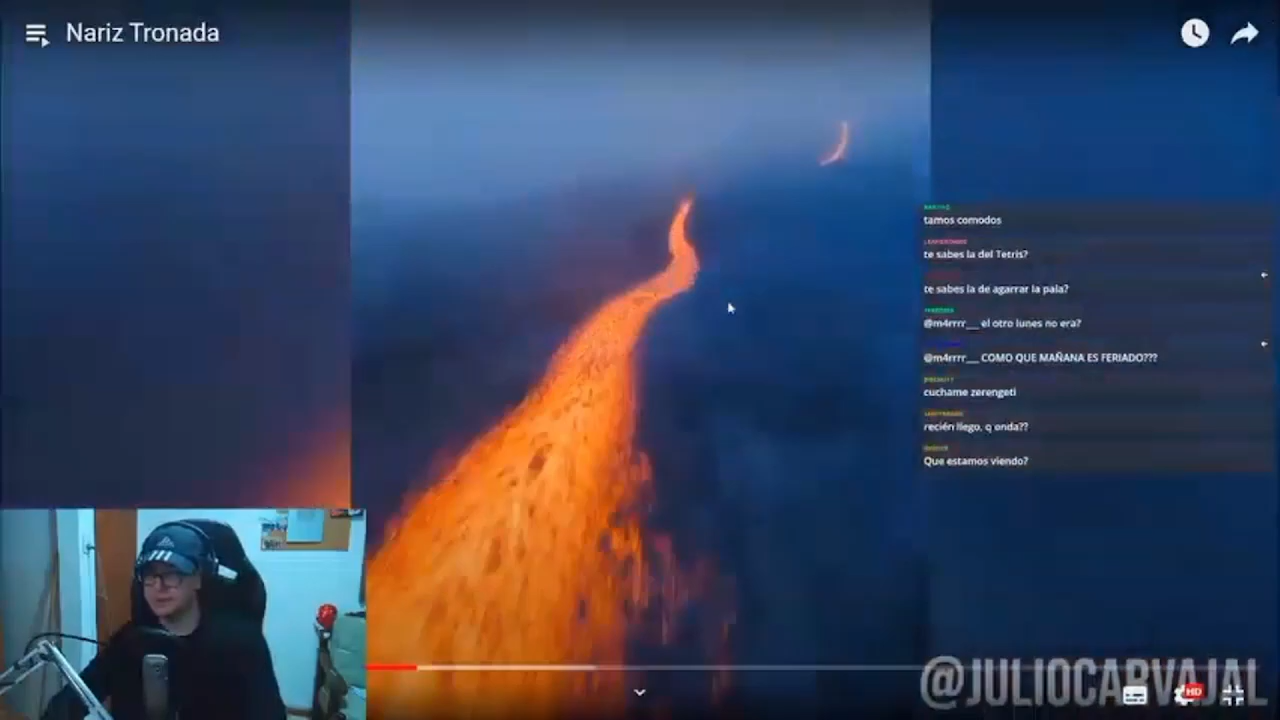 Nariz Tronada
tamos comodos
te sabes la del Tetris?
te sabes la de agarrar la pala?
@m4rrrr___ el otro lunes no era?
@m4rrrr___ COMO QUE MAÑANA ES FERIADO???
cuchame zerengeti
recién llego, q onda??
Que estamos viendo?
@JULIOCARVAJAL
HD